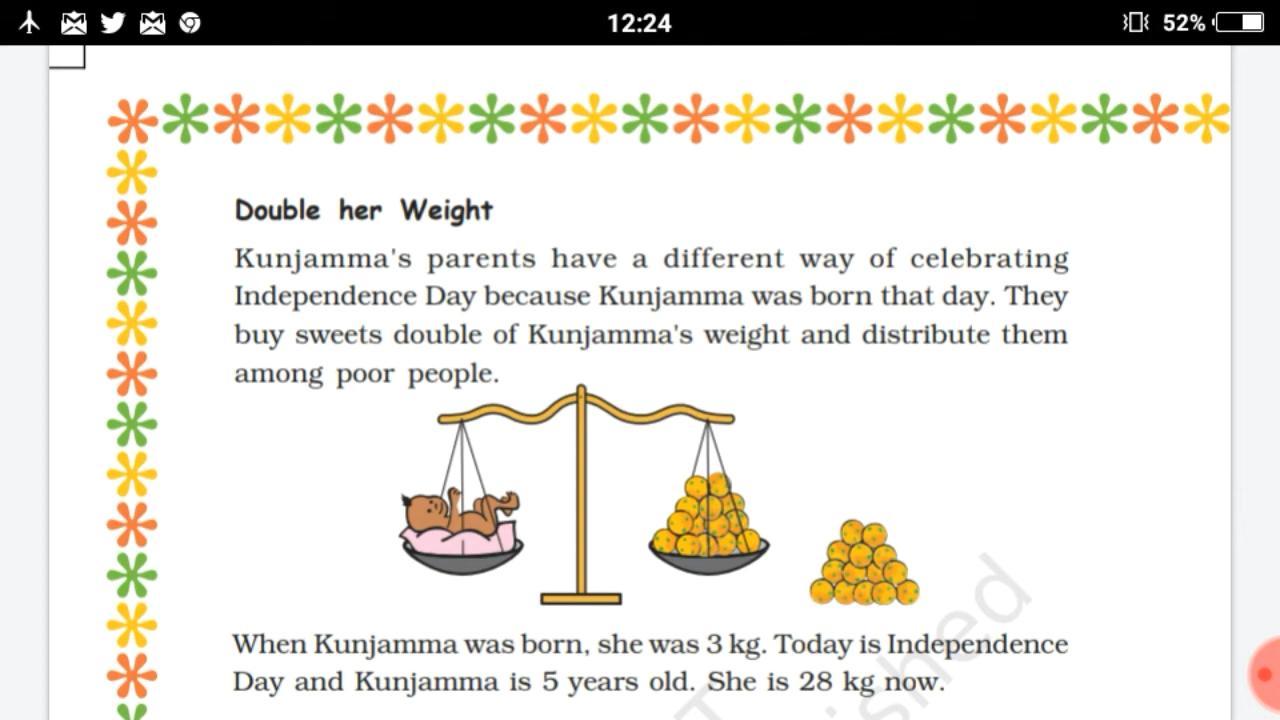 12:24
52%
Double her Weight
Kunjamma's parents have a different way of celebrating
Independence Day because Kunjamma was born that day. They
buy sweets double of Kunjamma's weight and distribute them
among poor people.
When Kunjamma was born, she was 3 kg. Today is Independence
Day and Kunjamma is 5 years old. She is 28 kg now.